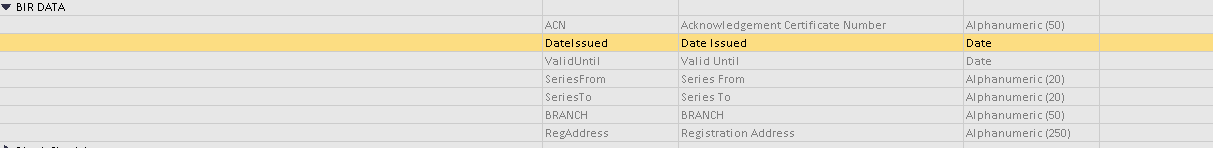 BIR DATA
ACN Acknowledgement Certificate Number Alphanumeric (50)
DateIssued Date Issued Date
ValidUntil Valid Until Date
SeriesFrom Series From Alphanumeric (20)
SeriesTo Series To Alphanumeric (20)
BRANCH BRANCH Alphanumeric (50)
RegAddress Registration Address Alphanumeric (250)